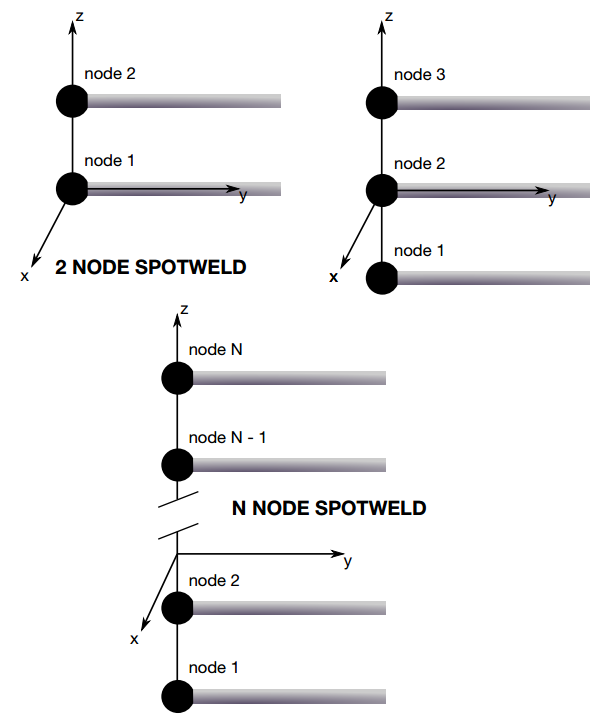 z
node 2
node 1
y
x
2 NODE SPOTWELD
z
node 3
node 2
y
node 1
x
z
node N
node N - 1
N NODE SPOTWELD
y
node 2
x
node 1